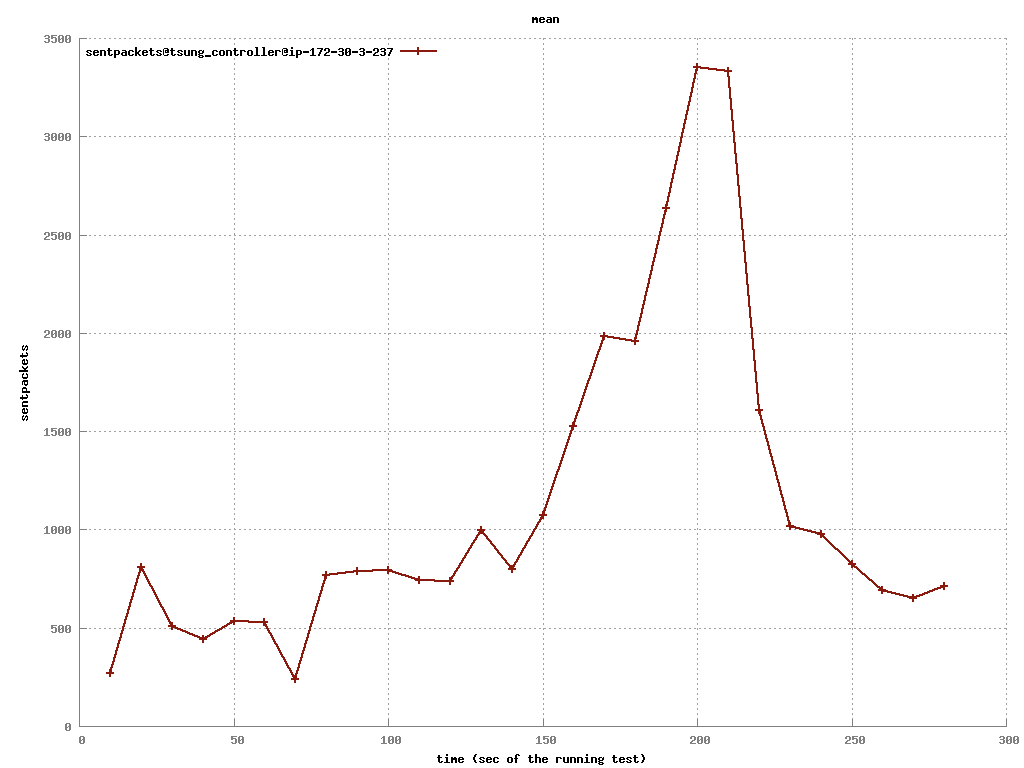 mean
3500
sentpackets@tsung_controller@ip-172-30-3-237
3000
2500
2000
sentpackets
1500
1000
500
0
0 50 100 150 200 250 300
time (sec of the running test)